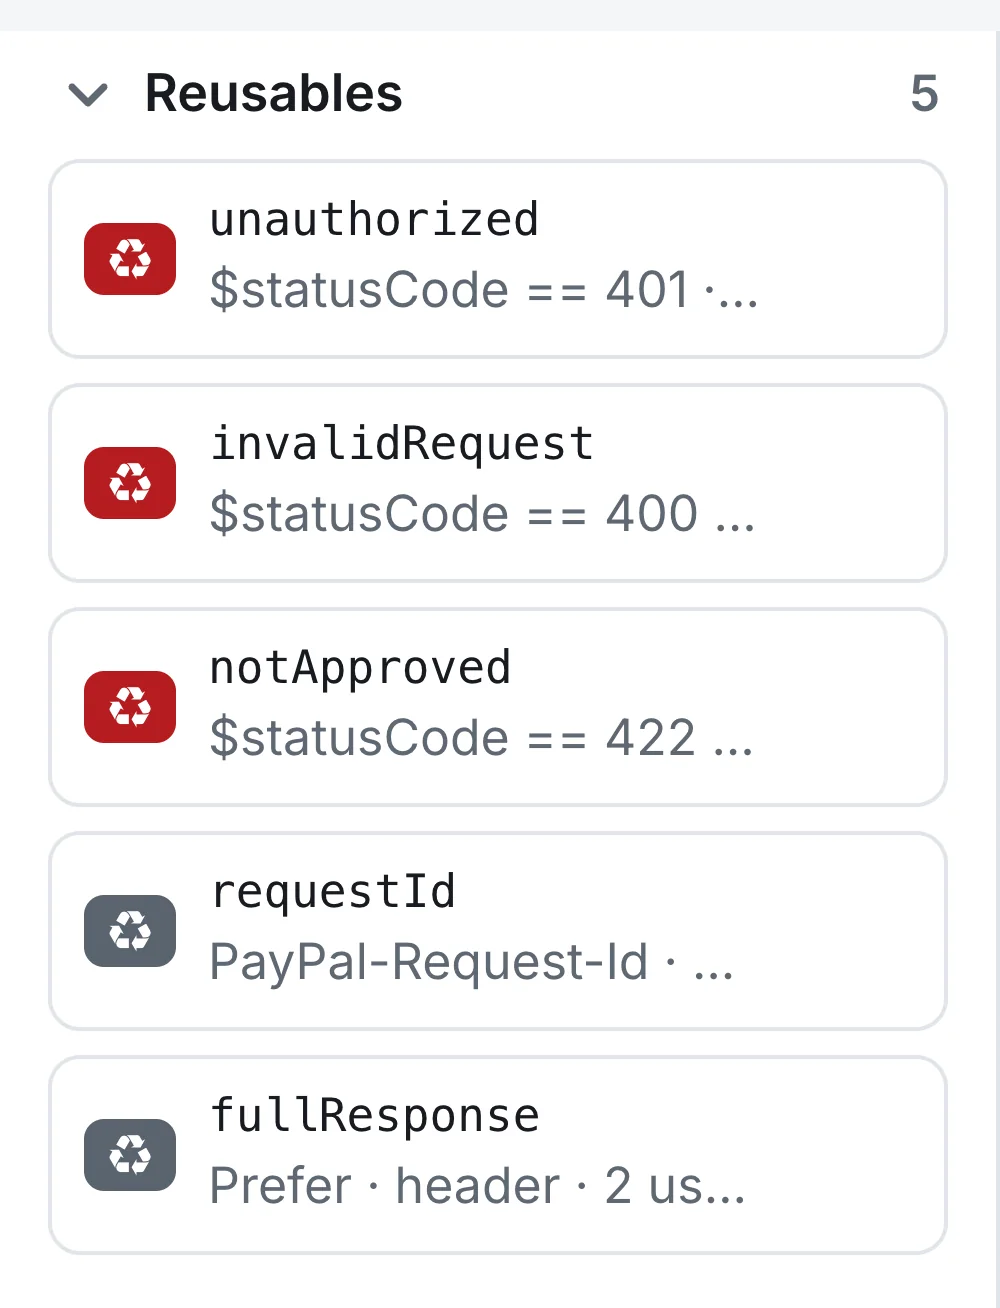 Reusables 5
unauthorized
$statusCode == 401 ·...
invalidRequest
$statusCode == 400 ...
notApproved
$statusCode == 422 ...
requestId
PayPal-Request-Id · ...
fullResponse
Prefer · header · 2 us...